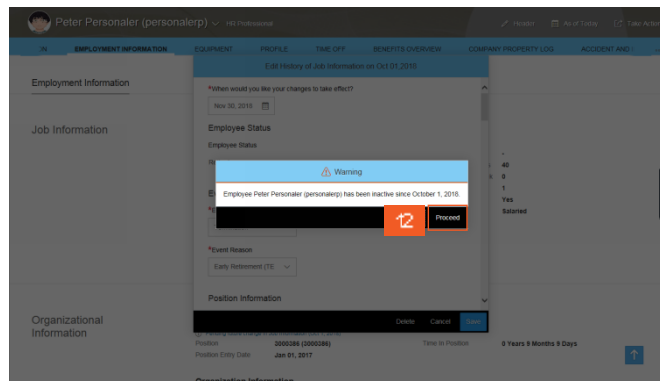 Peter Personaler (personalerp) HR Professional
Header As of Today Take Action
EMPLOYMENT INFORMATION EQUIPMENT PROFILE TIME OFF BENEFITS OVERVIEW COMPANY PROPERTY LOG ACCIDENT AND
Edit History of Job Information on Oct 01,2018
Employment Information
*When would you like your changes to take effect?
Nov 30, 2018
Job Information
Employee Status
Employee Status
-
40
0
1
Yes
Salaried
Warning
Employee Peter Personaler (personalerp) has been inactive since October 1, 2018.
12 Proceed
*Event Reason
Early Retirement (TE
Position Information
Organizational
Information
Delete Cancel Save
Position 3000286 (3000286) Time In Position 0 Years 9 Months 9 Days
Position Entry Date Jan 01, 2017
Organization Information